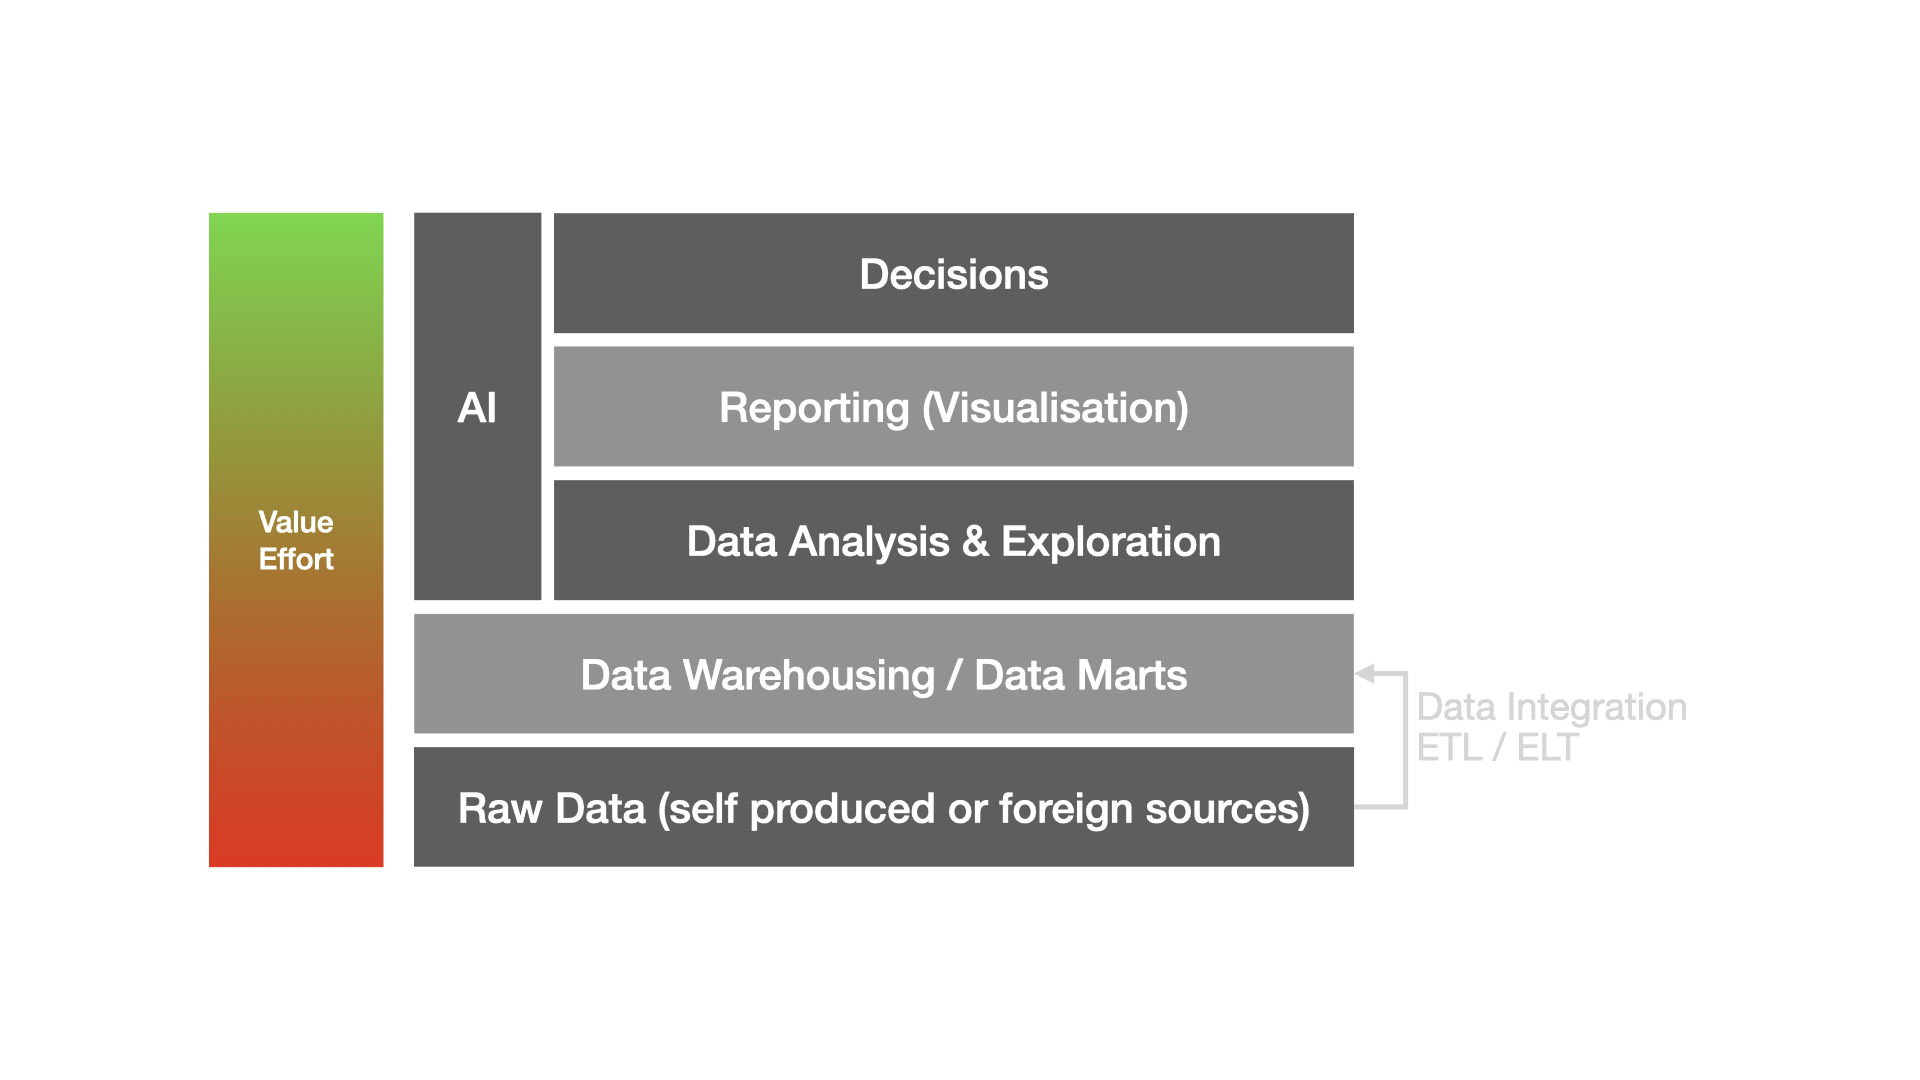 Decisions
AI
Reporting (Visualisation)
Value
Effort
Data Analysis & Exploration
Data Warehousing / Data Marts
Data Integration
ETL / ELT
Raw Data (self produced or foreign sources)